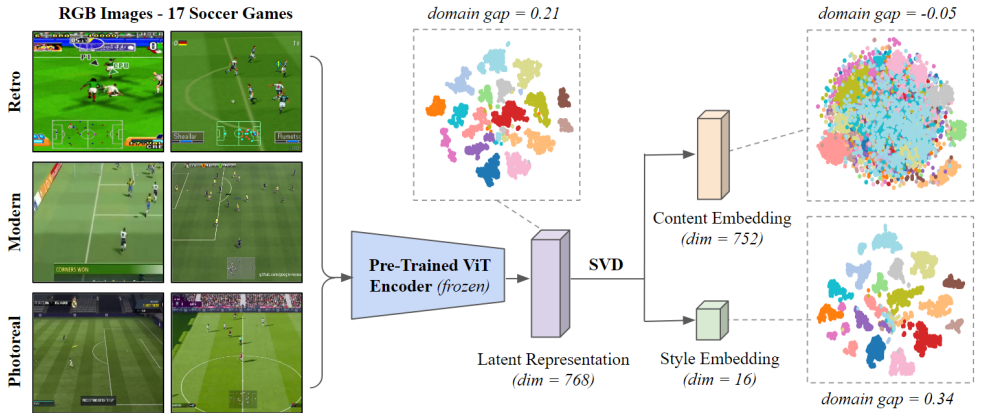 RGB Images - 17 Soccer Games
domain gap = 0.21
domain gap = -0.05
Retro
Modern
Photoreal
CORNERS WON
Pre-Trained ViT
Encoder (frozen)
SVD
Latent Representation
(dim = 768)
Content Embedding
(dim = 752)
Style Embedding
(dim = 16)
domain gap = 0.34